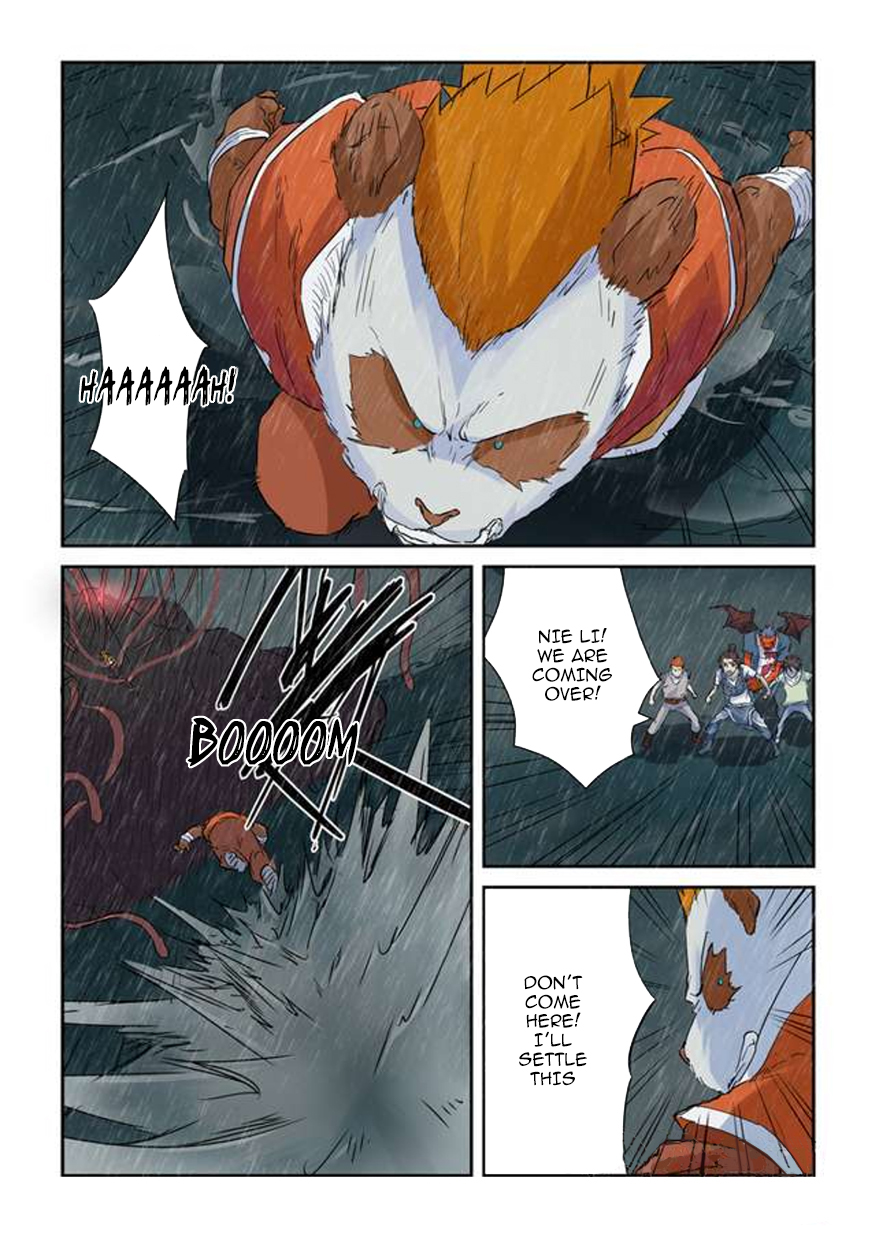 HAAAAAAH!
BOOOOM
NIE LI!
WE ARE
COMING
OVER!
DON'T
COME
HERE!
I'LL
SETTLE
THIS